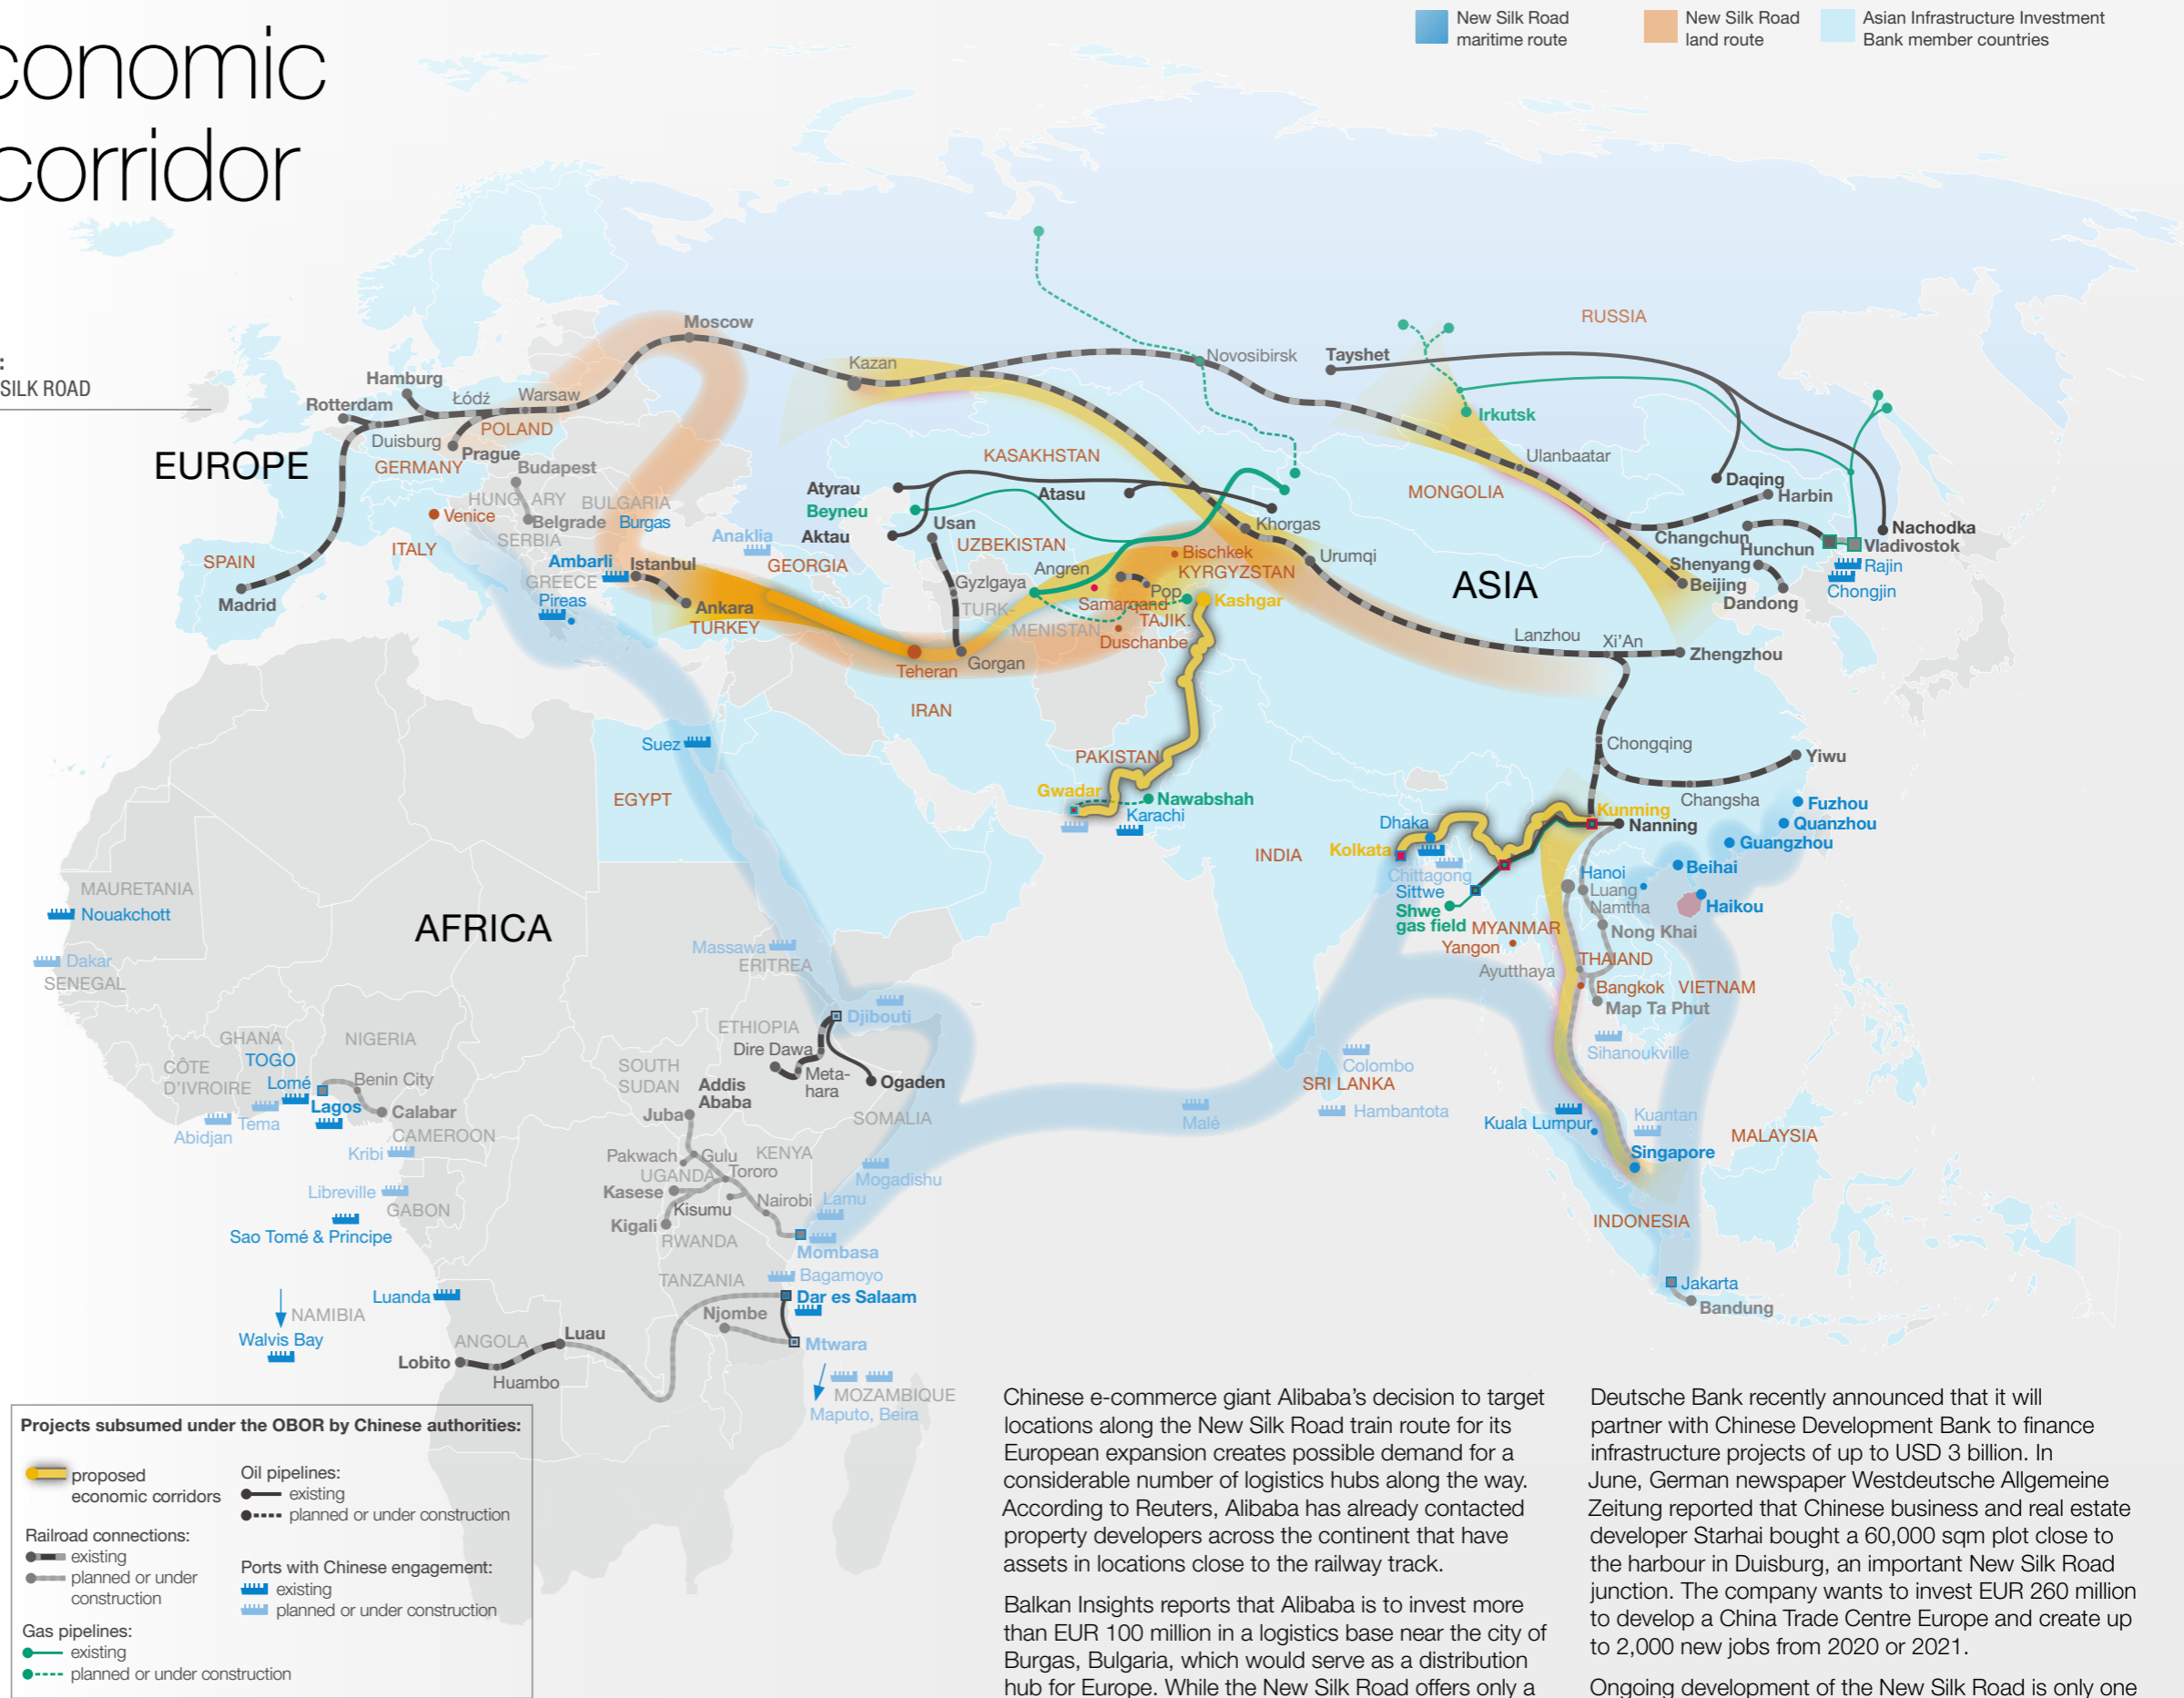 conomic
corridor
:
SILK ROAD
New Silk Road
maritime route
New Silk Road
land route
Asian Infrastructure Investment
Bank member countries
EUROPE
ASIA
AFRICA
Moscow
Kazan
Novosibirsk
Tayshet
RUSSIA
Hamburg
Rotterdam
Łódź
Warsaw
Duisburg
POLAND
Prague
GERMANY
Budapest
HUNG ARY
BULGARIA
Venice
Belgrade
Burgas
SERBIA
ITALY
SPAIN
Madrid
Ambarli
Istanbul
GREECE
Pireas
Ankara
TURKEY
Anaklia
GEORGIA
Atyrau
Beyneu
Aktau
KASAKHSTAN
Atasu
Usan
UZBEKISTAN
Angren
Gyzlgaya
TURK-
MENISTAN
Samarqand
Pop
TAJIK.
Duschanbe
Bischkek
KYRGYZSTAN
Kashgar
Khorgas
Urumqi
Teheran
Gorgan
IRAN
Irkutsk
Ulanbaatar
MONGOLIA
Daqing
Harbin
Changchun
Hunchun
Nachodka
Vladivostok
Shenyang
Rajin
Beijing
Chongjin
Dandong
Lanzhou
Xi’An
Zhengzhou
Chongqing
Yiwu
Changsha
Fuzhou
Quanzhou
Guangzhou
Beihai
Haikou
Kunming
Nanning
Hanoi
Luang
Namtha
Nong Khai
PAKISTAN
Gwadar
Nawabshah
Karachi
INDIA
Dhaka
Kolkata
Chittagong
Sittwe
Shwe
gas field
MYANMAR
Yangon
Ayutthaya
THAIAND
Bangkok
VIETNAM
Map Ta Phut
Sihanoukville
Suez
EGYPT
MAURETANIA
Nouakchott
Dakar
SENEGAL
Massawa
ERITREA
Djibouti
ETHIOPIA
Dire Dawa
Meta-
hara
Ogaden
Addis
Ababa
SOUTH
SUDAN
Juba
SOMALIA
GHANA
TOGO
NIGERIA
CÔTE
D’IVROIRE
Lomé
Benin City
Lagos
Calabar
Tema
Abidjan
CAMEROON
Kribi
Libreville
GABON
Sao Tomé & Principe
Pakwach
Gulu
KENYA
UGANDA
Tororo
Kasese
Kisumu
Nairobi
Lamu
Mogadishu
Kigali
RWANDA
Mombasa
TANZANIA
Bagamoyo
Dar es Salaam
Njombe
Mtwara
Luanda
NAMIBIA
Walvis Bay
ANGOLA
Luau
Lobito
Huambo
MOZAMBIQUE
Maputo, Beira
Malé
Colombo
SRI LANKA
Hambantota
Kuala Lumpur
Kuantan
MALAYSIA
Singapore
INDONESIA
Jakarta
Bandung
Projects subsumed under the OBOR by Chinese authorities:
proposed
economic corridors
Railroad connections:
existing
planned or under
construction
Gas pipelines:
existing
planned or under construction
Oil pipelines:
existing
planned or under construction
Ports with Chinese engagement:
existing
planned or under construction
Chinese e-commerce giant Alibaba’s decision to target
locations along the New Silk Road train route for its
European expansion creates possible demand for a
considerable number of logistics hubs along the way.
According to Reuters, Alibaba has already contacted
property developers across the continent that have
assets in locations close to the railway track.
Balkan Insights reports that Alibaba is to invest more
than EUR 100 million in a logistics base near the city of
Burgas, Bulgaria, which would serve as a distribution
hub for Europe. While the New Silk Road offers only a
Deutsche Bank recently announced that it will
partner with Chinese Development Bank to finance
infrastructure projects of up to USD 3 billion. In
June, German newspaper Westdeutsche Allgemeine
Zeitung reported that Chinese business and real estate
developer Starhai bought a 60,000 sqm plot close to
the harbour in Duisburg, an important New Silk Road
junction. The company wants to invest EUR 260 million
to develop a China Trade Centre Europe and create up
to 2,000 new jobs from 2020 or 2021.
Ongoing development of the New Silk Road is only one